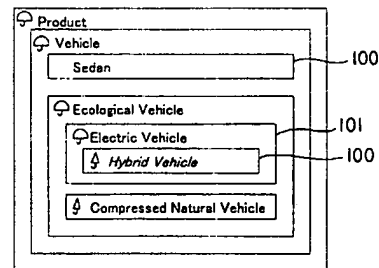 Product
Vehicle
Sedan
100
Ecological Vehicle
101
Electric Vehicle
Hybrid Vehicle
100
Compressed Natural Vehicle